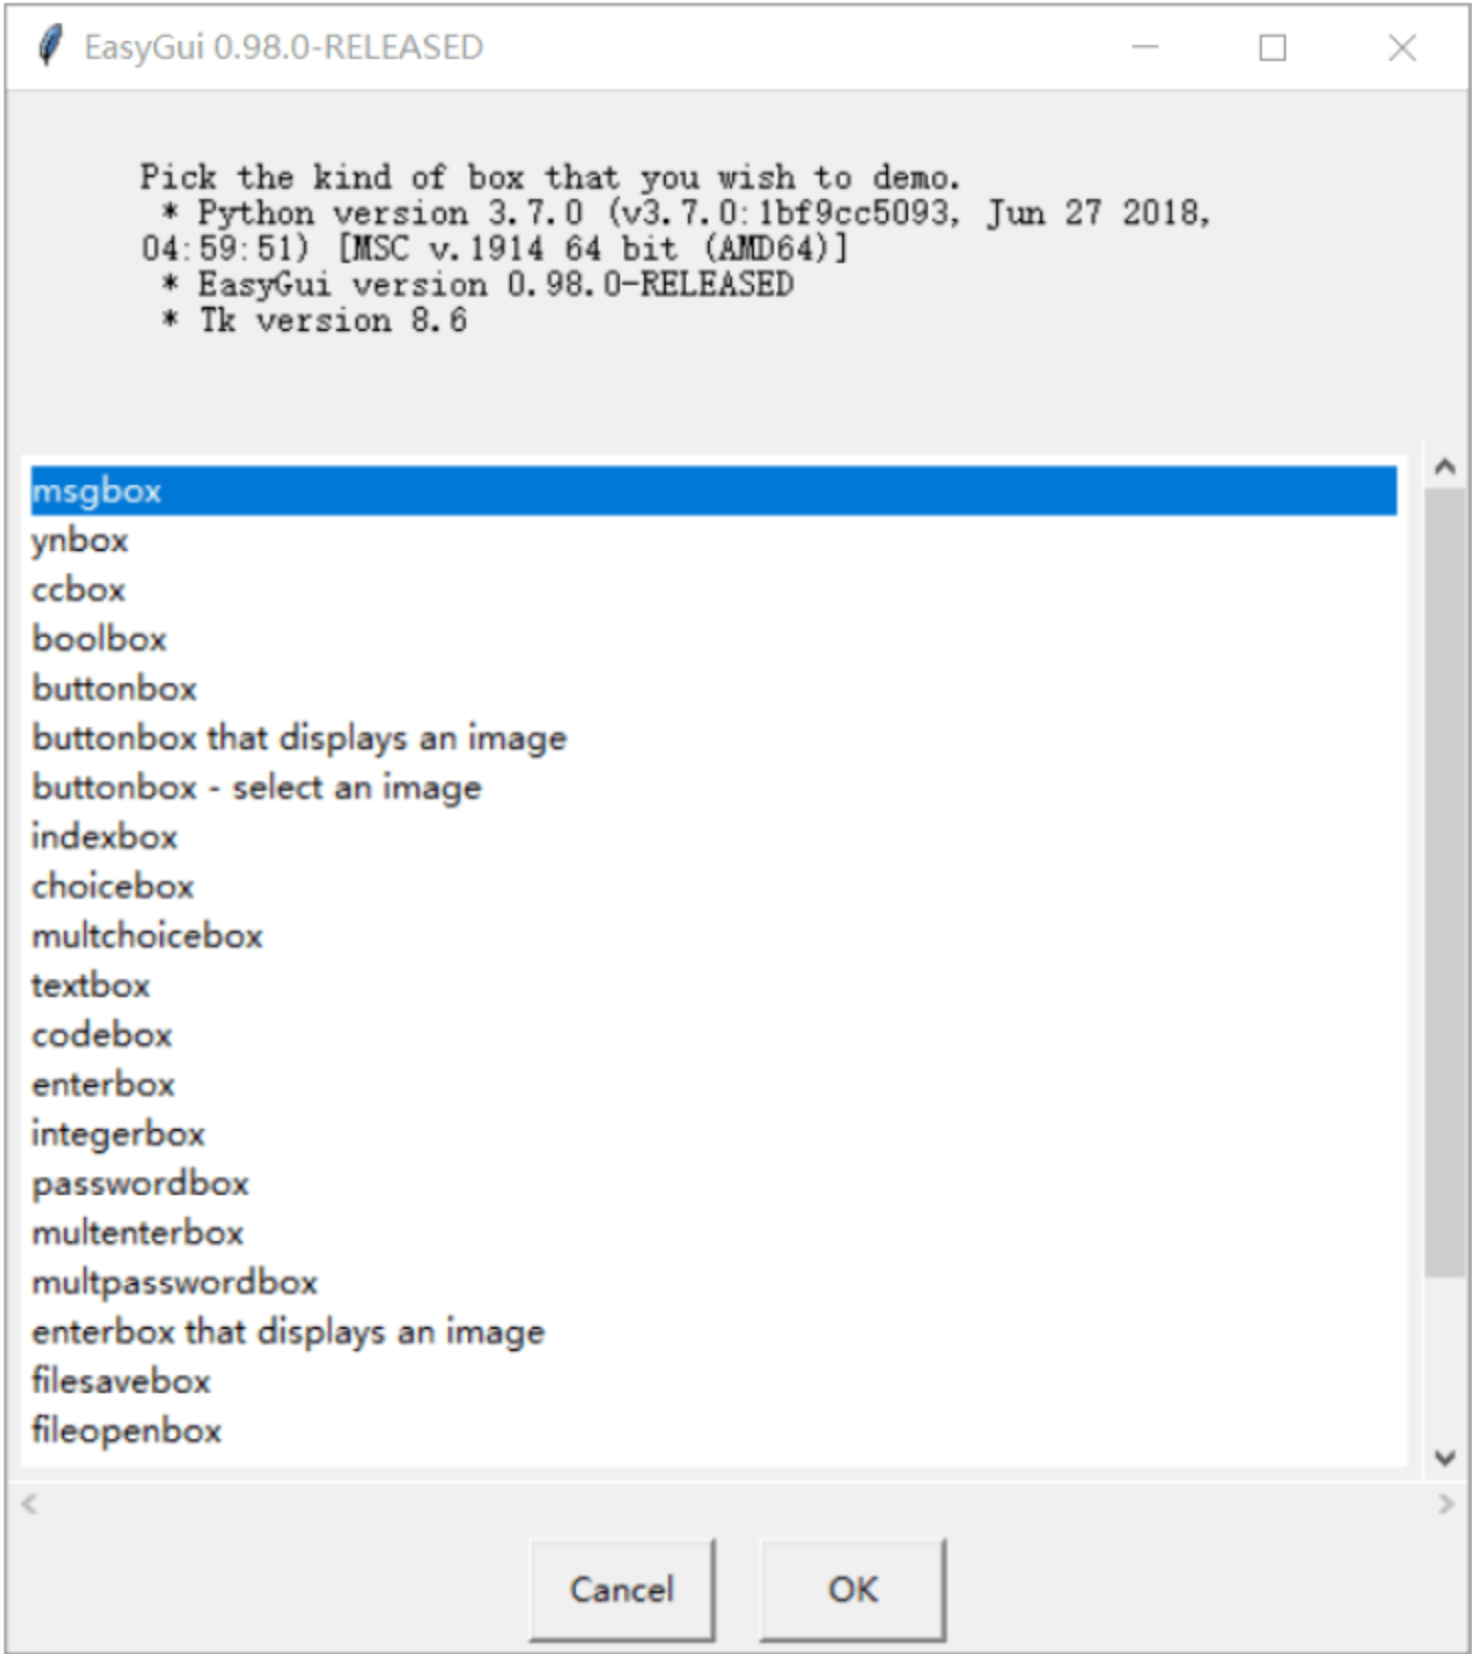 EasyGui 0.98.0-RELEASED
Pick the kind of box that you wish to demo.
* Python version 3.7.0 (v3.7.0:1bf9cc5093, Jun 27 2018,
04:59:51) [MSC v.1914 64 bit (AMD64)]
* EasyGui version 0.98.0-RELEASED
* Tk version 8.6
msgbox
ynbox
ccbox
boolbox
buttonbox
buttonbox that displays an image
buttonbox - select an image
indexbox
choicebox
multchoicebox
textbox
codebox
enterbox
integerbox
passwordbox
multenterbox
multpasswordbox
enterbox that displays an image
filesavebox
fileopenbox
Cancel OK